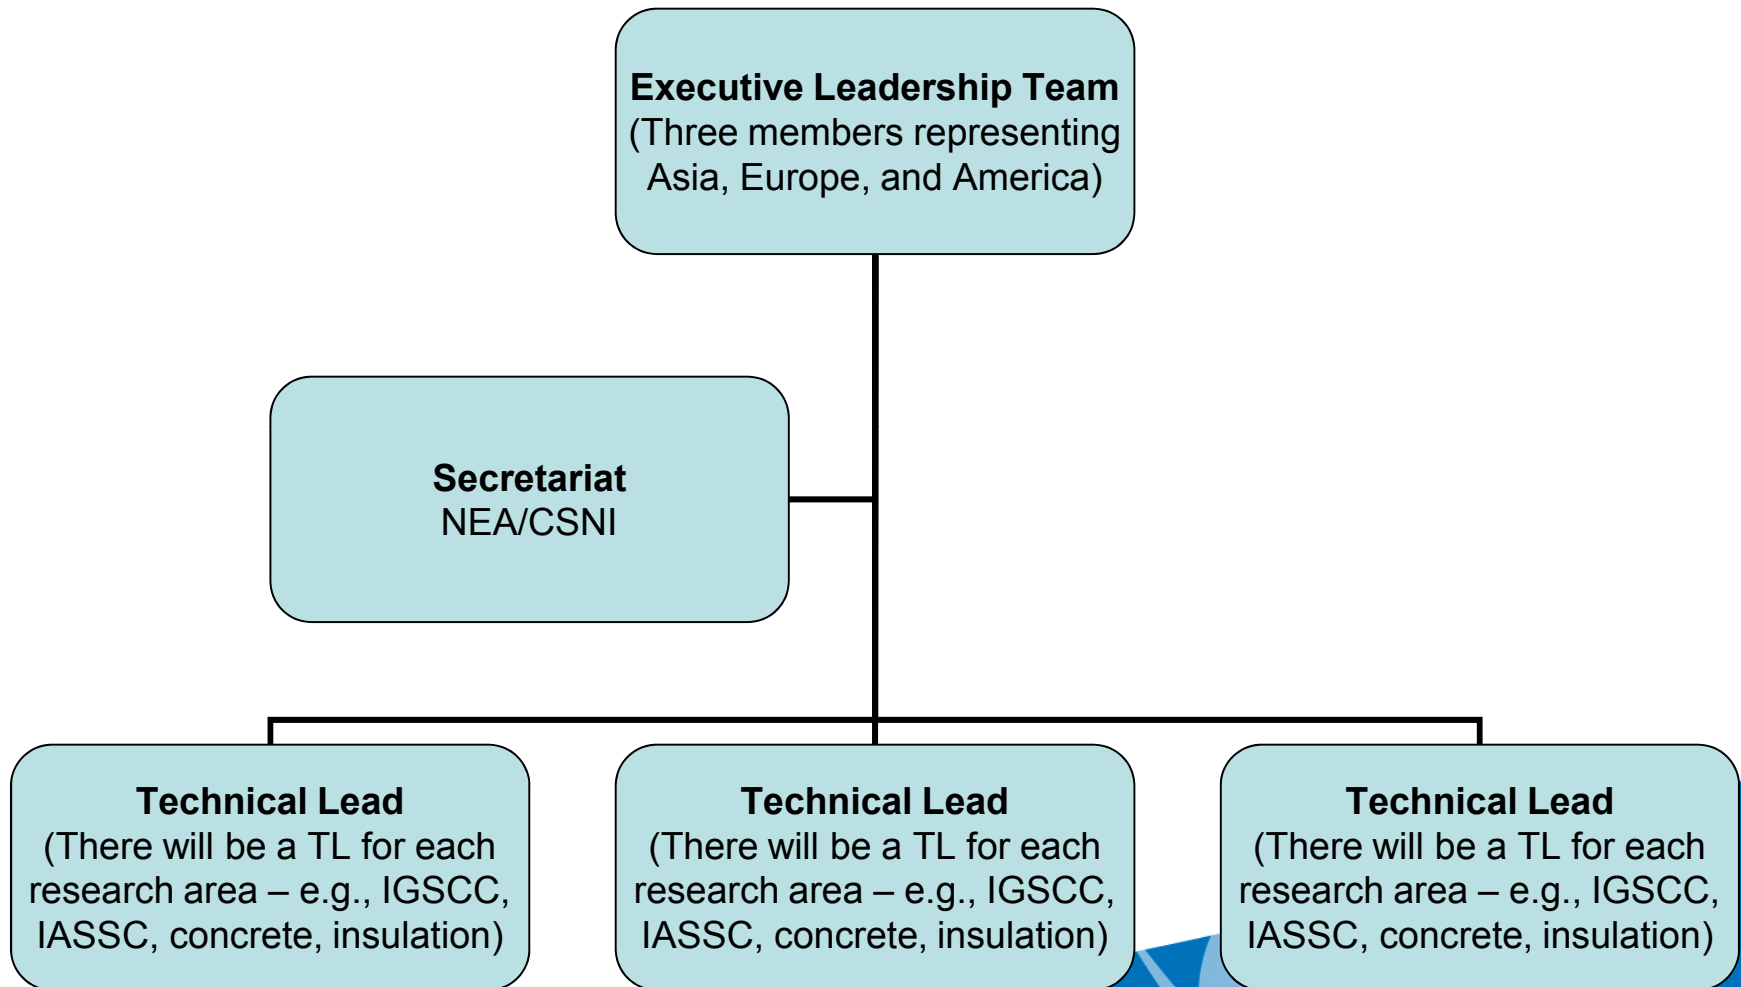 Executive Leadership Team
(Three members representing
Asia, Europe, and America)
Secretariat
NEA/CSNI
Technical Lead
(There will be a TL for each
research area – e.g., IGSCC,
IASSC, concrete, insulation)
Technical Lead
(There will be a TL for each
research area – e.g., IGSCC,
IASSC, concrete, insulation)
Technical Lead
(There will be a TL for each
research area – e.g., IGSCC,
IASSC, concrete, insulation)